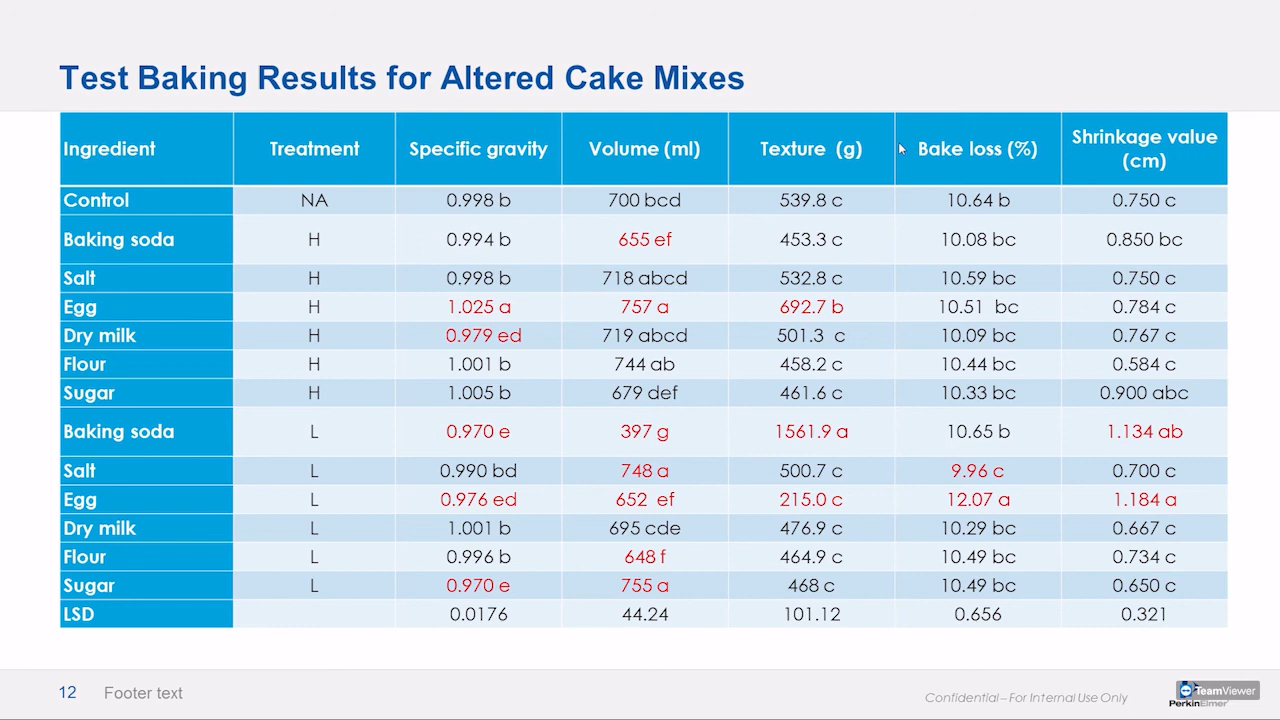 Test Baking Results for Altered Cake Mixes
Ingredient Treatment Specific gravity Volume (ml) Texture (g) Bake loss (%) Shrinkage value (cm)
Control NA 0.998 b 700 bcd 539.8 c 10.64 b 0.750 c
Baking soda H 0.994 b 655 ef 453.3 c 10.08 bc 0.850 bc
Salt H 0.998 b 718 abcd 532.8 c 10.59 bc 0.750 c
Egg H 1.025 a 757 a 692.7 b 10.51 bc 0.784 c
Dry milk H 0.979 ed 719 abcd 501.3 c 10.09 bc 0.767 c
Flour H 1.001 b 744 ab 458.2 c 10.44 bc 0.584 c
Sugar H 1.005 b 679 def 461.6 c 10.33 bc 0.900 abc
Baking soda L 0.970 e 397 g 1561.9 a 10.65 b 1.134 ab
Salt L 0.990 bd 748 a 500.7 c 9.96 c 0.700 c
Egg L 0.976 ed 652 ef 215.0 c 12.07 a 1.184 a
Dry milk L 1.001 b 695 cde 476.9 c 10.29 bc 0.667 c
Flour L 0.996 b 648 f 464.9 c 10.49 bc 0.734 c
Sugar L 0.970 e 755 a 468 c 10.49 bc 0.650 c
LSD 0.0176 44.24 101.12 0.656 0.321
12 Footer text
Confidential – For Internal Use Only
TeamViewer
PerkinElmer